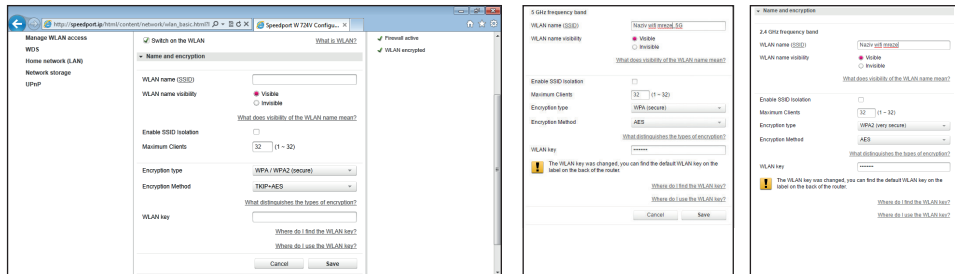 http://speedport.ip/html/content/network/wlan_basic.html?
Speedport W 724V Configu...
Manage WLAN access
WDS
Home network (LAN)
Network storage
UPnP
Switch on the WLAN
What is WLAN?
Name and encryption
WLAN name (SSID)
WLAN name visibility
Visible
Invisible
What does visibility of the WLAN name mean?
Enable SSID Isolation
Maximum Clients
32 (1 ~ 32)
Encryption type
WPA / WPA2 (secure)
Encryption Method
TKIP+AES
What distinguishes the types of encryption?
WLAN key
Where do I find the WLAN key?
Where do I use the WLAN key?
Cancel Save
Firewall active
WLAN encrypted
5 GHz frequency band
WLAN name (SSID) Naziv wifi mreze_5G
WLAN name visibility
Visible
Invisible
What does visibility of the WLAN name mean?
Enable SSID Isolation
Maximum Clients 32 (1 ~ 32)
Encryption type WPA (secure)
Encryption Method AES
What distinguishes the types of encryption?
WLAN key ••••••••
The WLAN key was changed, you can find the default WLAN key on the
label on the back of the router.
Where do I find the WLAN key?
Where do I use the WLAN key?
Cancel Save
Name and encryption
2.4 GHz frequency band
WLAN name (SSID) Naziv wifi mreze
WLAN name visibility
Visible
Invisible
What does visibility of the WLAN name mean?
Enable SSID Isolation
Maximum Clients 32 (1 ~ 32)
Encryption type WPA2 (very secure)
Encryption Method AES
What distinguishes the types of encryption?
WLAN key ••••••••
The WLAN key was changed, you can find the default WLAN key on the
label on the back of the router.
Where do I find the WLAN key?
Where do I use the WLAN key?